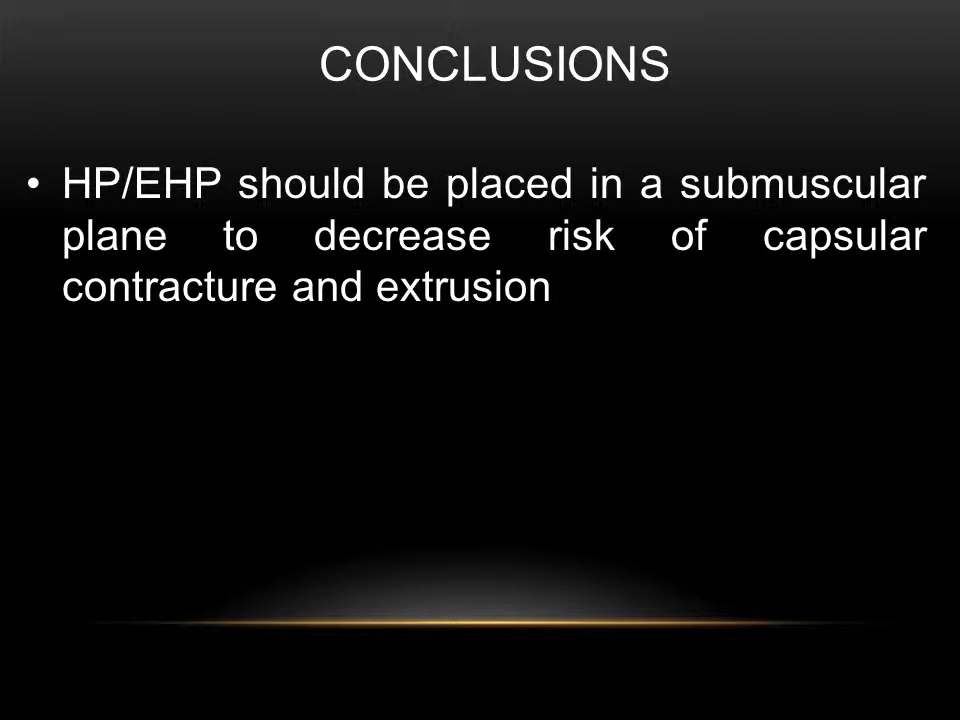 CONCLUSIONS
• HP/EHP should be placed in a submuscular
plane to decrease risk of capsular
contracture and extrusion